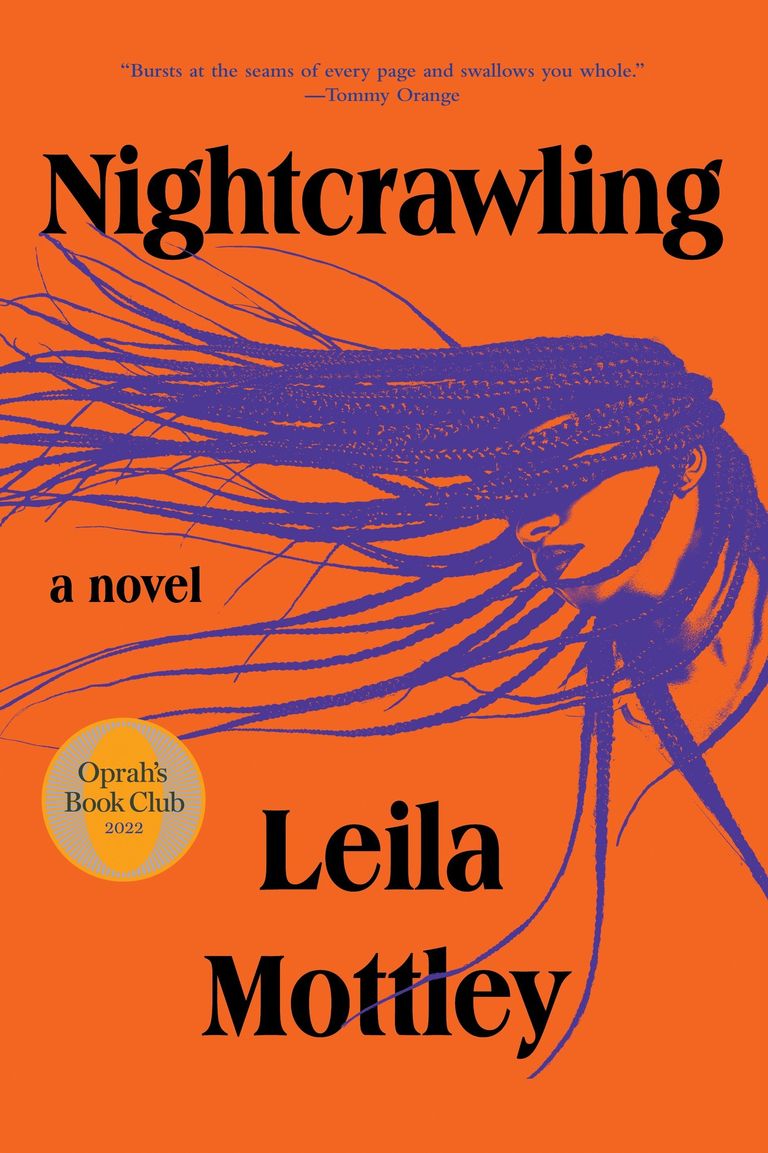 “Bursts at the seams of every page and swallows you whole.”
—Tommy Orange
Nightcrawling
a novel
Oprah’s
Book Club
2022
Leila
Mottley